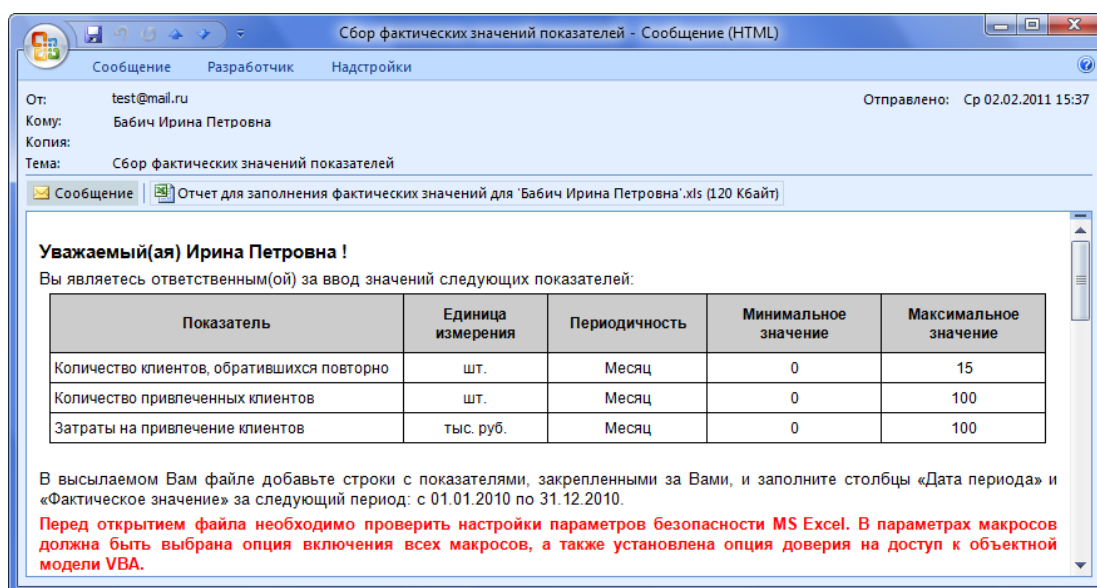 Сбор фактических значений показателей - Сообщение (HTML)
Сообщение Разработчик Надстройки
От: test@mail.ru Отправлено: Ср 02.02.2011 15:37
Кому: Бабич Ирина Петровна
Копия:
Тема: Сбор фактических значений показателей
Сообщение Отчет для заполнения фактических значений для 'Бабич Ирина Петровна'.xls (120 Кбайт)
Уважаемый(ая) Ирина Петровна !
Вы являетесь ответственным(ой) за ввод значений следующих показателей:
Показатель Единица измерения Периодичность Минимальное значение Максимальное значение
Количество клиентов, обратившихся повторно шт. Месяц 0 15
Количество привлеченных клиентов шт. Месяц 0 100
Затраты на привлечение клиентов тыс. руб. Месяц 0 100
В высылаемом Вам файле добавьте строки с показателями, закрепленными за Вами, и заполните столбцы «Дата периода» и
«Фактическое значение» за следующий период: с 01.01.2010 по 31.12.2010.
Перед открытием файла необходимо проверить настройки параметров безопасности MS Excel. В параметрах макросов
должна быть выбрана опция включения всех макросов, а также установлена опция доверия на доступ к объектной
модели VBA.